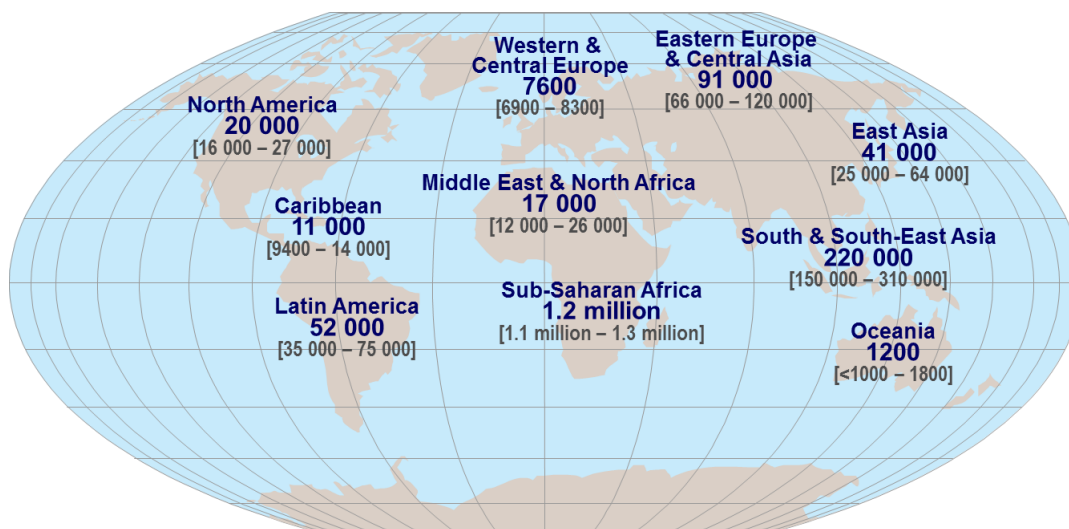 Western &
Central Europe
7600
[6900 – 8300]
Eastern Europe
& Central Asia
91 000
[66 000 – 120 000]
North America
20 000
[16 000 – 27 000]
East Asia
41 000
[25 000 – 64 000]
Middle East & North Africa
17 000
[12 000 – 26 000]
Caribbean
11 000
[9400 – 14 000]
South & South-East Asia
220 000
[150 000 – 310 000]
Sub-Saharan Africa
1.2 million
[1.1 million – 1.3 million]
Latin America
52 000
[35 000 – 75 000]
Oceania
1200
[<1000 – 1800]